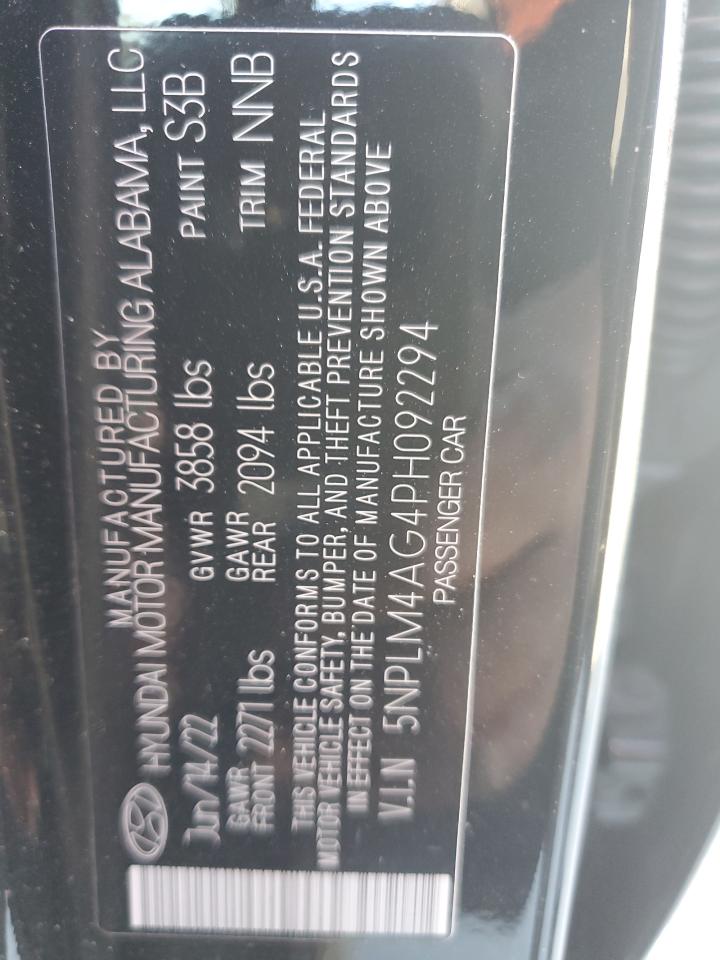 MANUFACTURED BY
HYUNDAI MOTOR MANUFACTURING ALABAMA, LLC
Jun/14/22 GVWR 3858 lbs PAINT S3B
GAWR FRONT 2271 lbs GAWR REAR 2094 lbs TRIM NNB
THIS VEHICLE CONFORMS TO ALL APPLICABLE U.S.A. FEDERAL
MOTOR VEHICLE SAFETY, BUMPER, AND THEFT PREVENTION STANDARDS
IN EFFECT ON THE DATE OF MANUFACTURE SHOWN ABOVE
V.I.N 5NPLM4AG4PH092294
PASSENGER CAR